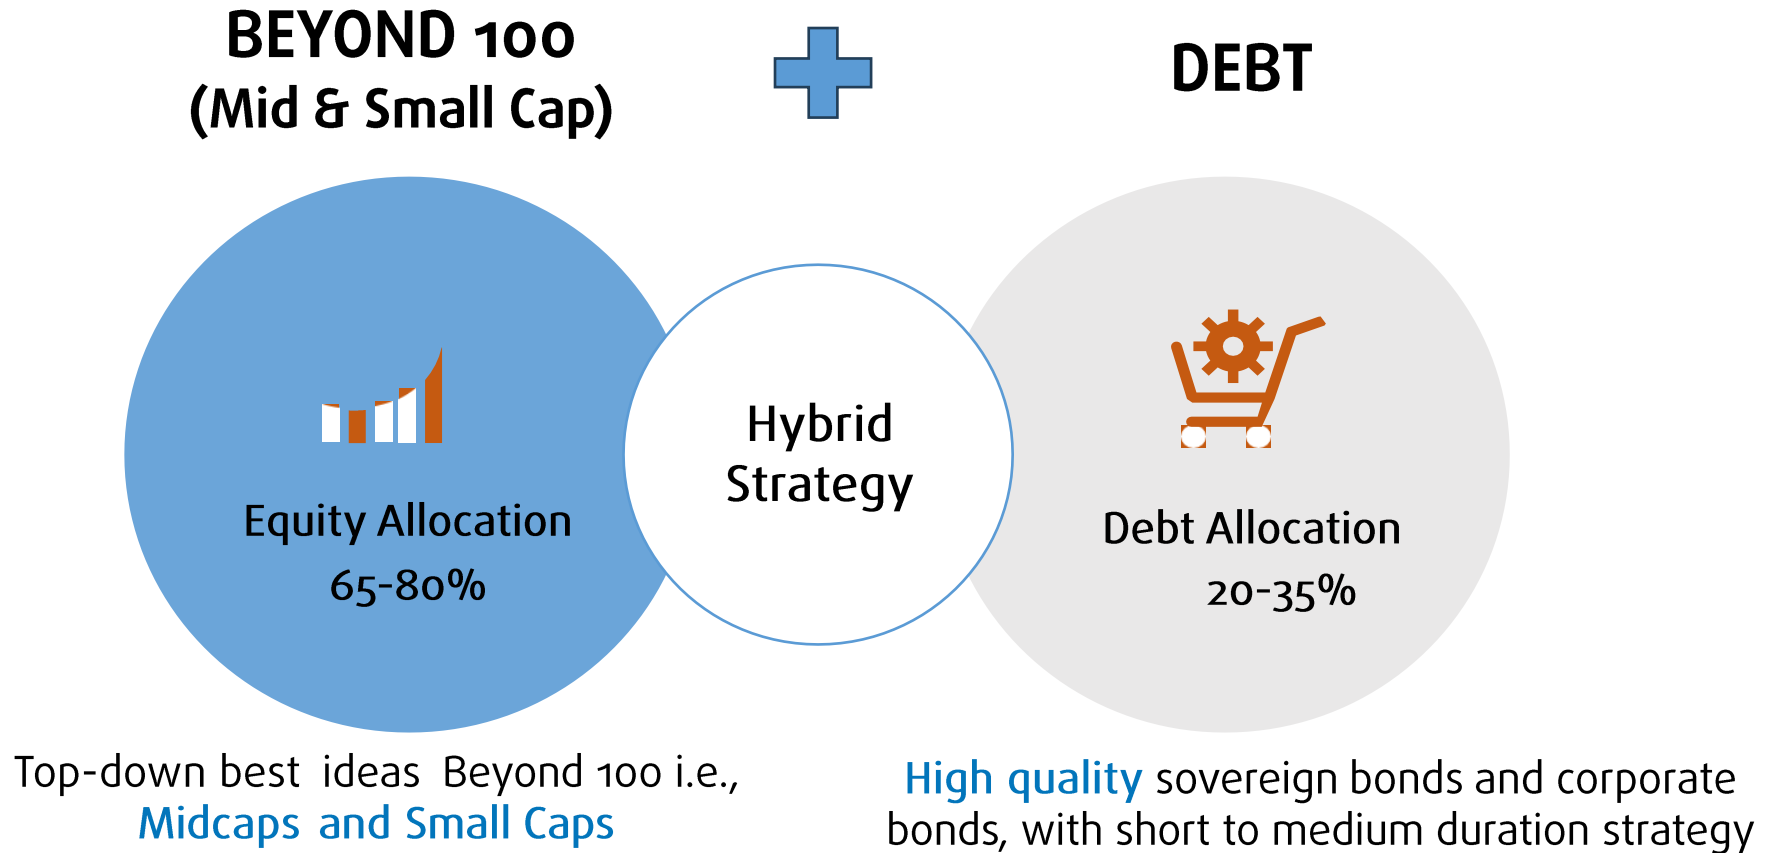 BEYOND 100
(Mid & Small Cap)
DEBT
Equity Allocation
65-80%
Hybrid
Strategy
Debt Allocation
20-35%
Top-down best ideas Beyond 100 i.e.,
Midcaps and Small Caps
High quality sovereign bonds and corporate
bonds, with short to medium duration strategy